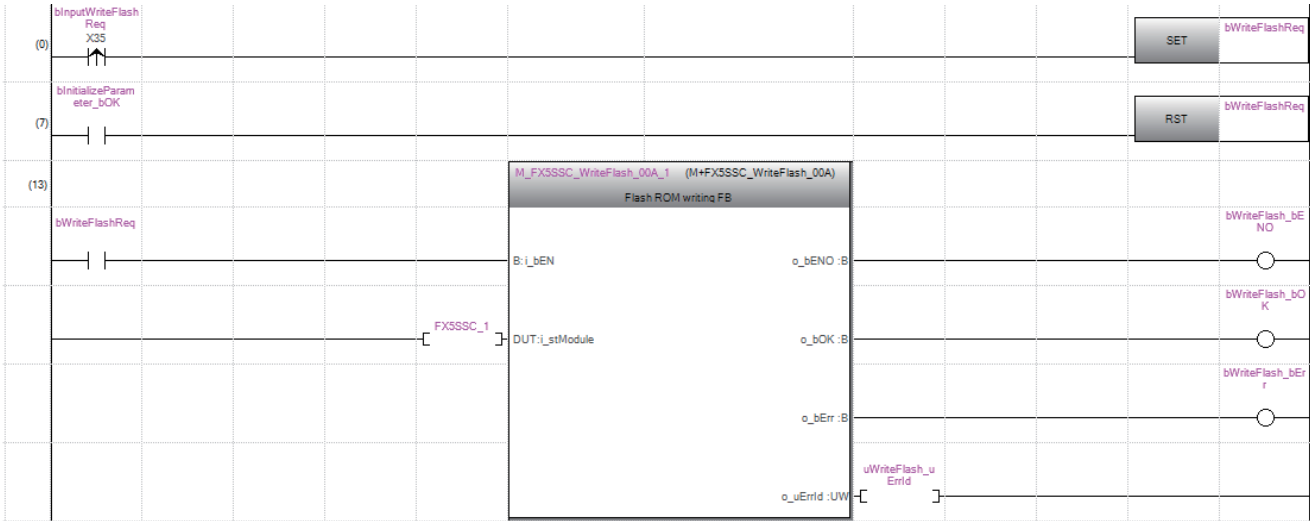 bInputWriteFlash
Req
X35
(0)
SET
bWriteFlashReq
bInitializeParam
eter_bOK
(7)
RST
bWriteFlashReq
(13)
M_FX5SSC_WriteFlash_00A_1 (M+FX5SSC_WriteFlash_00A)
Flash ROM writing FB
bWriteFlashReq
B:i_bEN
o_bENO :B
bWriteFlash_bE
NO
FX5SSC_1
DUT:i_stModule
o_bOK :B
bWriteFlash_bO
K
o_bErr :B
bWriteFlash_bEr
r
o_uErrId :UW
uWriteFlash_u
ErrId